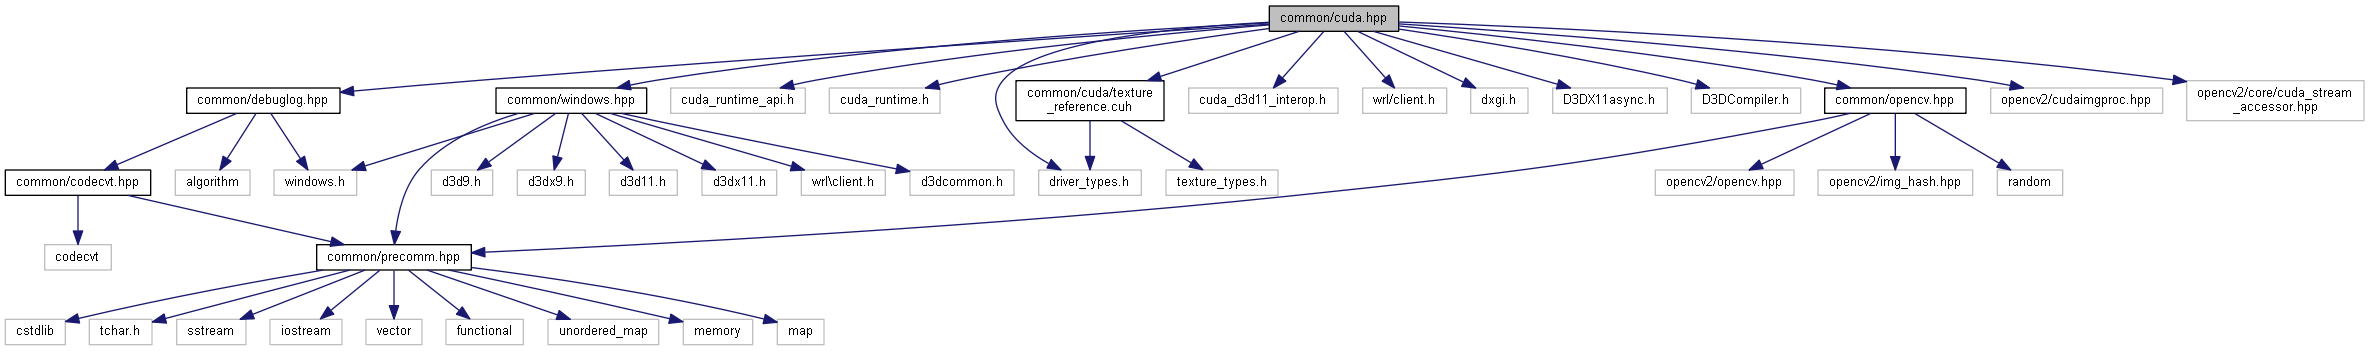 common/cuda.hpp
common/debuglog.hpp
common/windows.hpp
cuda_runtime_api.h
cuda_runtime.h
common/cuda/texture
_reference.cuh
cuda_d3d11_interop.h
wrl/client.h
dxgi.h
D3DX11async.h
D3DCompiler.h
common/opencv.hpp
opencv2/cudaimgproc.hpp
opencv2/core/cuda_stream
_accessor.hpp
common/codecvt.hpp
algorithm
windows.h
d3d9.h
d3dx9.h
d3d11.h
d3dx11.h
wrl\client.h
d3dcommon.h
driver_types.h
texture_types.h
opencv2/opencv.hpp
opencv2/img_hash.hpp
random
codecvt
common/precomm.hpp
cstdlib
tchar.h
sstream
iostream
vector
functional
unordered_map
memory
map